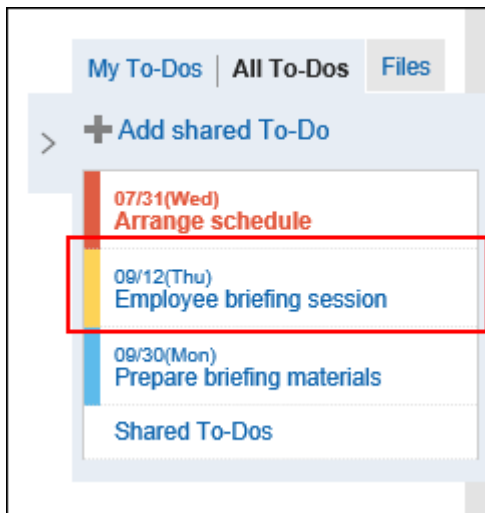 My To-Dos | All To-Dos Files
Add shared To-Do
07/31(Wed)
Arrange schedule
09/12(Thu)
Employee briefing session
09/30(Mon)
Prepare briefing materials
Shared To-Dos